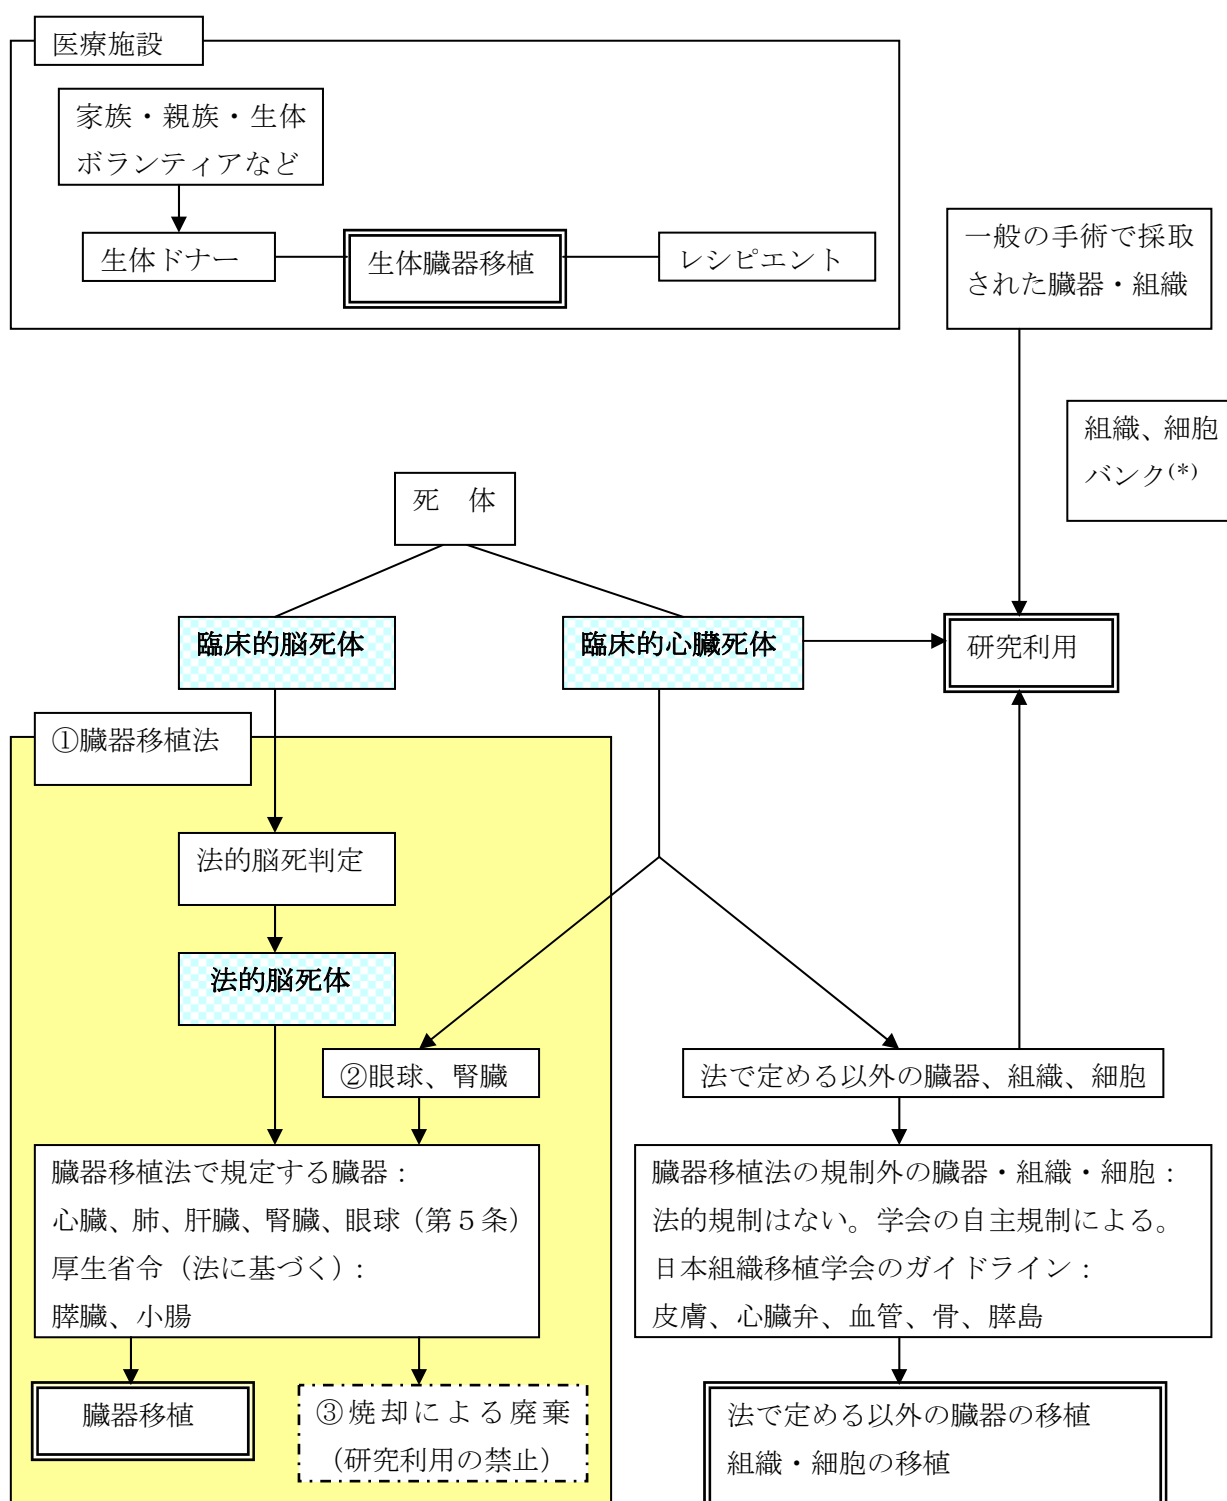 医療施設
家族・親族・生体
ボランティアなど
生体ドナー
生体臓器移植
レシピエント
一般の手術で採取
された臓器・組織
組織、細胞
バンク(*)
死　体
臨床的脳死体
臨床的心臓死体
研究利用
①臓器移植法
法的脳死判定
法的脳死体
②眼球、腎臓
法で定める以外の臓器、組織、細胞
臓器移植法で規定する臓器：
心臓、肺、肝臓、腎臓、眼球（第５条）
厚生省令（法に基づく）：
膵臓、小腸
臓器移植法の規制外の臓器・組織・細胞：
法的規制はない。学会の自主規制による。
日本組織移植学会のガイドライン：
皮膚、心臓弁、血管、骨、膵島
臓器移植
③焼却による廃棄
（研究利用の禁止）
法で定める以外の臓器の移植
組織・細胞の移植